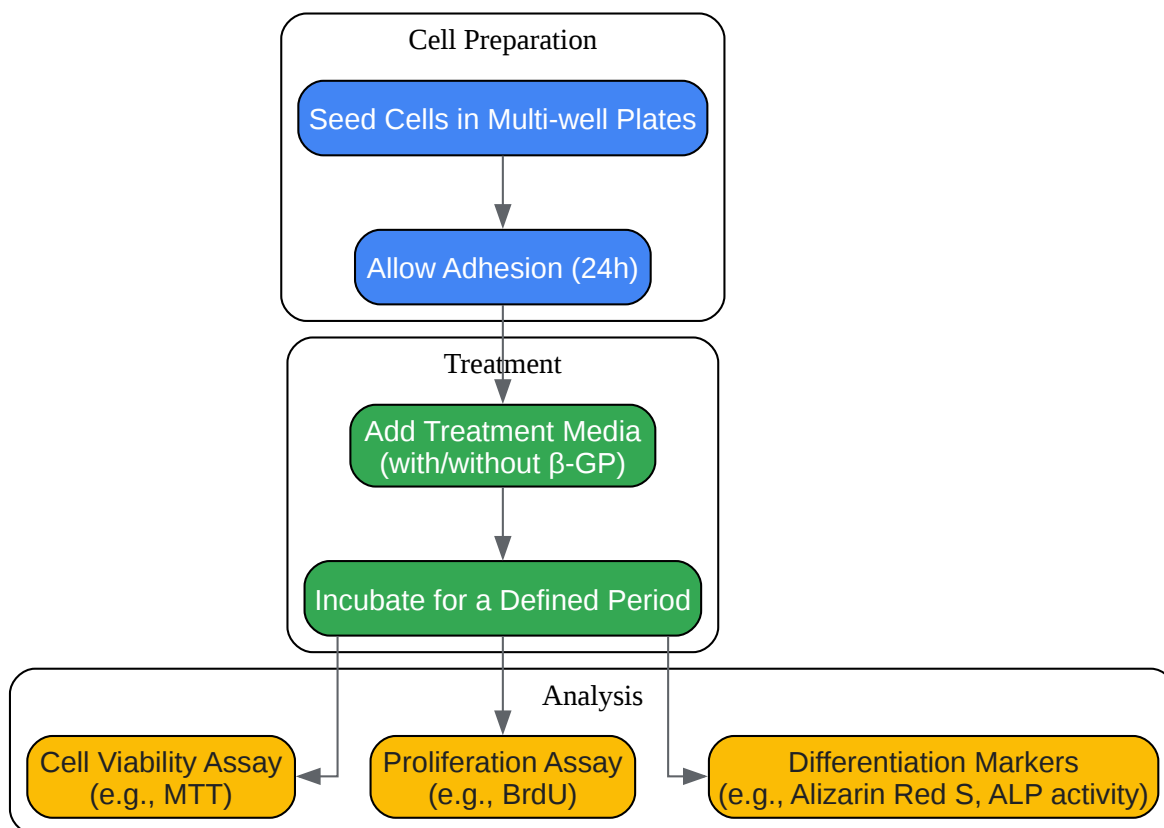 Cell Preparation
Seed Cells in Multi-well Plates
Allow Adhesion (24h)
Treatment
Add Treatment Media
(with/without β-GP)
Incubate for a Defined Period
Analysis
Cell Viability Assay
(e.g., MTT)
Proliferation Assay
(e.g., BrdU)
Differentiation Markers
(e.g., Alizarin Red S, ALP activity)